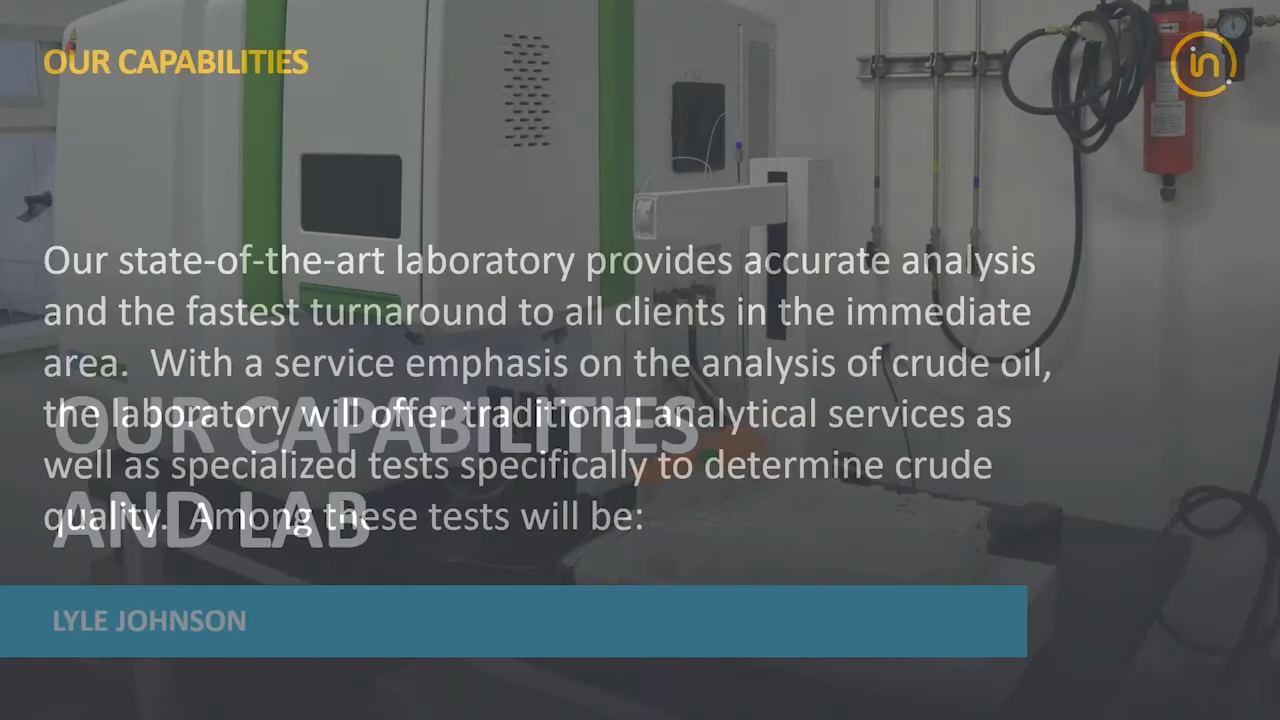 OUR CAPABILITIES
in
Our state-of-the-art laboratory provides accurate analysis
and the fastest turnaround to all clients in the immediate
area.  With a service emphasis on the analysis of crude oil,
the laboratory will offer traditional analytical services as
well as specialized tests specifically to determine crude
quality.  Among these tests will be:
OUR CAPABILITIES
AND LAB
LYLE JOHNSON